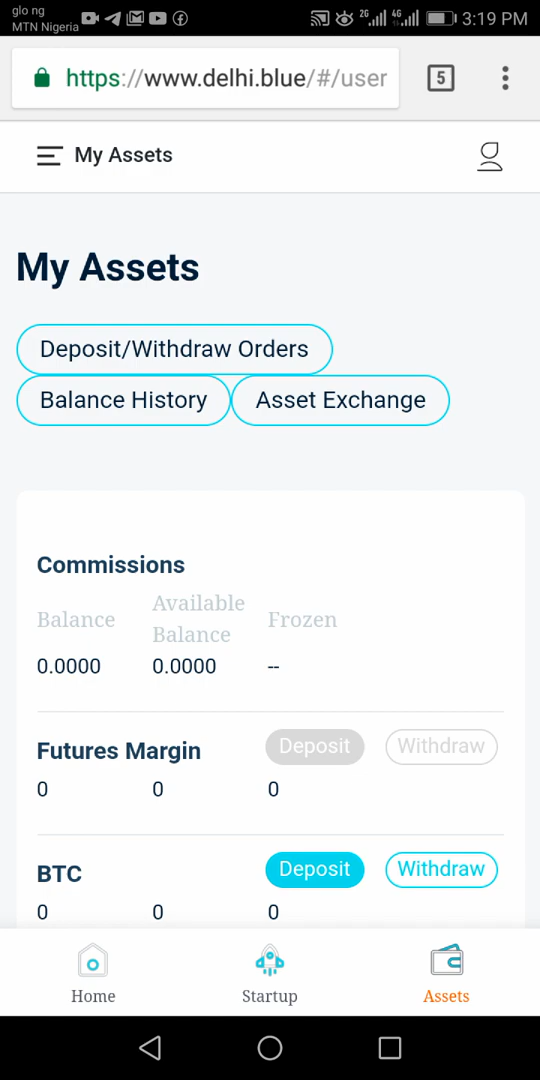 glo ng
MTN Nigeria
2G 4G 3:19 PM
https://www.delhi.blue/#/user
5
My Assets
My Assets
Deposit/Withdraw Orders
Balance History Asset Exchange
Commissions
Balance Available Balance Frozen
0.0000 0.0000 --
Futures Margin Deposit Withdraw
0 0 0
BTC Deposit Withdraw
0 0 0
Home Startup Assets